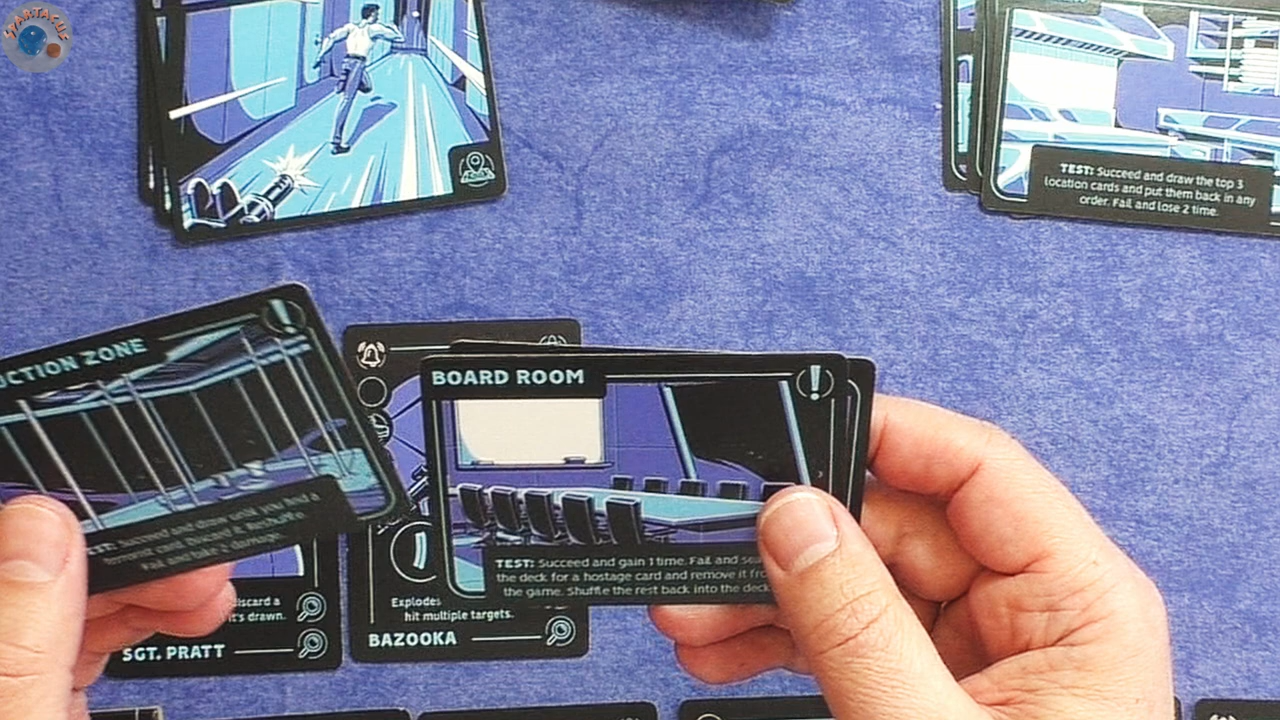 SPARTACUS
TEST: Succeed and draw the top 3
location cards and put them back in any
order. Fail and lose 2 time.
UCTION ZONE
TEST: Succeed and draw until you find a
terrorist card. Discard & Reshuffle.
Fail and take 2 damage.
BOARD ROOM
TEST: Succeed and gain 1 time. Fail and sea
the deck for a hostage card and remove it fro
the game. Shuffle the rest back into the deck
iscard a
it's drawn.
SGT. PRATT
Explodes
hit multiple targets.
BAZOOKA